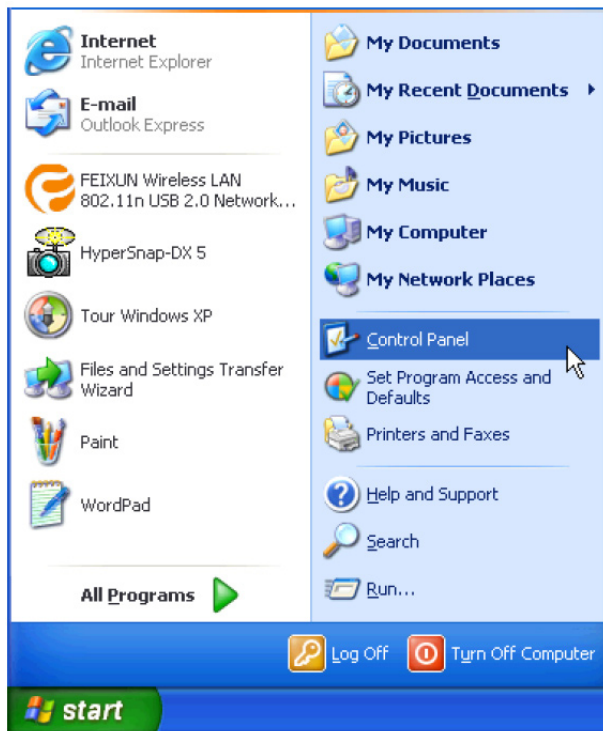 Internet
Internet Explorer
E-mail
Outlook Express
FEIXUN Wireless LAN
802.11n USB 2.0 Network...
HyperSnap-DX 5
Tour Windows XP
Files and Settings Transfer
Wizard
Paint
WordPad
All Programs
My Documents
My Recent Documents
My Pictures
My Music
My Computer
My Network Places
Control Panel
Set Program Access and
Defaults
Printers and Faxes
Help and Support
Search
Run...
Log Off
Turn Off Computer
start